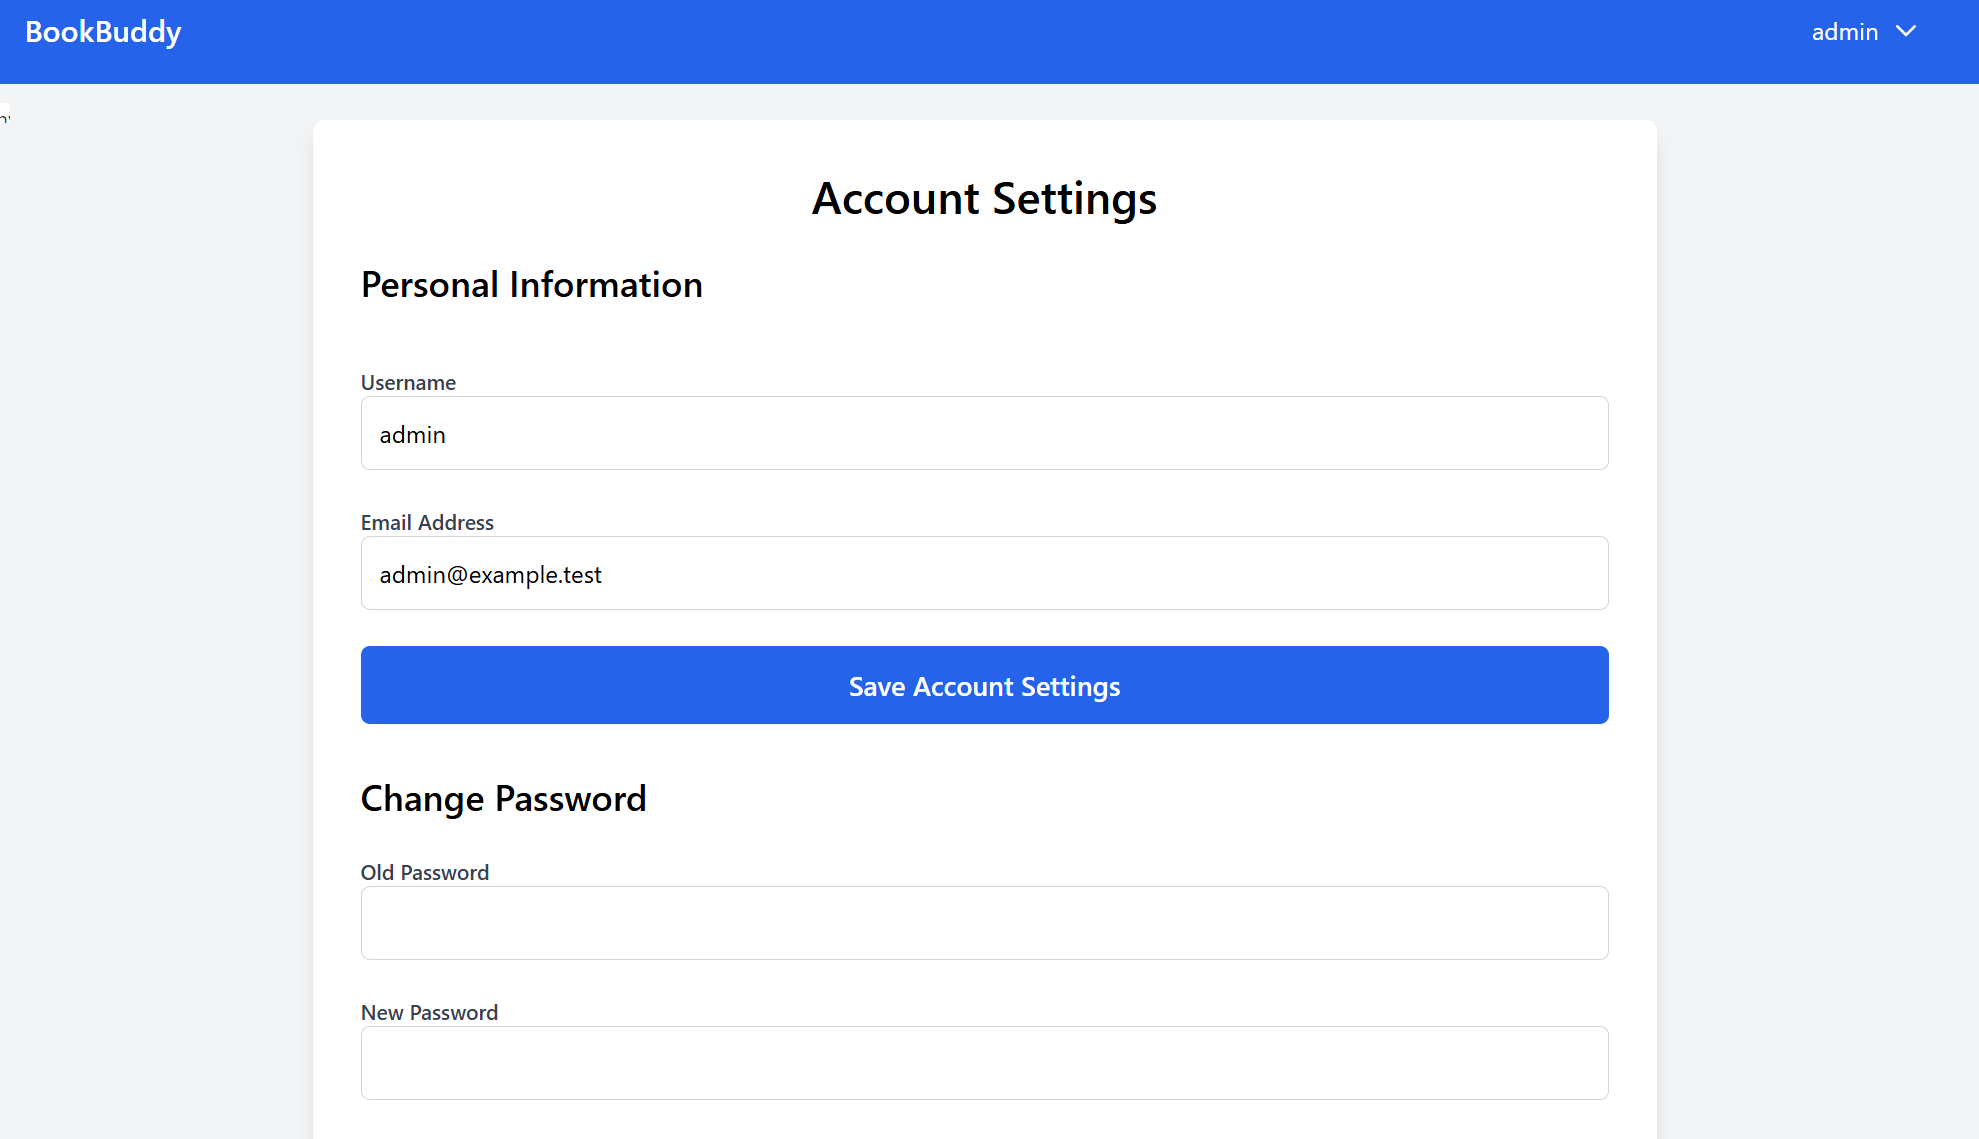 BookBuddy
admin
Account Settings
Personal Information
Username
admin
Email Address
admin@example.test
Save Account Settings
Change Password
Old Password
New Password